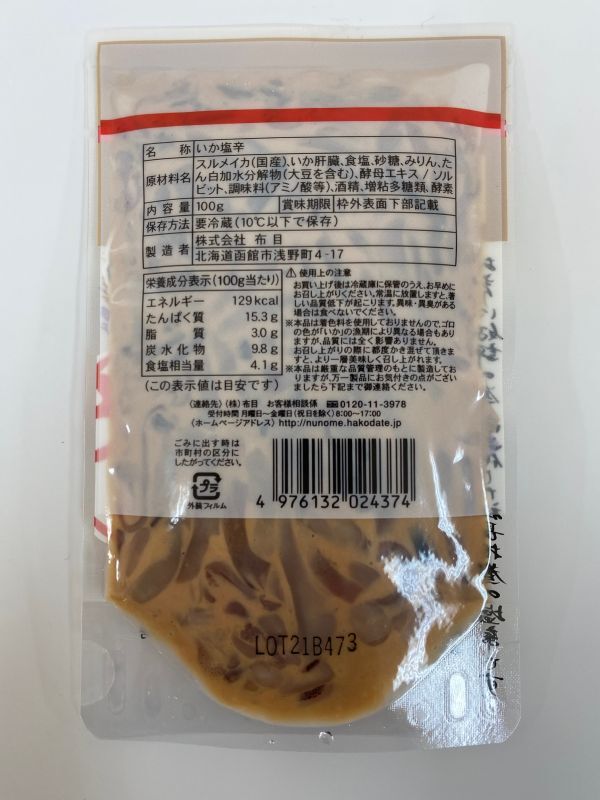 名称 いか塩辛
原材料名 スルメイカ(国産)、いか肝臓、食塩、砂糖、みりん、た
ん白加水分解物(大豆を含む)、酵母エキス / ソル
ビット、調味料(アミノ酸等)、酒精、増粘多糖類、酵素
内容量 100g 賞味期限 枠外表面下部記載
保存方法 要冷蔵(10℃以下で保存)
製造者 株式会社 布目
北海道函館市浅野町4-17
栄養成分表示(100g当たり)
エネルギー 129kcal
たんぱく質 15.3g
脂質 3.0g
炭水化物 9.8g
食塩相当量 4.1g
(この表示値は目安です)
⚠使用上の注意
お買い上げ後は冷蔵庫に保管のうえ、お早めに
お召し上がりください。常温に放置しますと、著
しい品質低下が起こります。異味・異臭がある
場合は食べないでください。
※本品は着色料を使用しておりませんので、ゴロ
の色が「いか」の漁期により異なる場合もあり
ますが、品質には全く影響ありません。
お召し上がりの際に都度かき混ぜて頂きま
すと、より一層美味しく召し上がれます。
※本品は厳重な品質管理のもとに製造してお
りますが、万一製品にお気付きの点がござい
ましたら下記まで御連絡ください。
〈連絡先〉(株)布目 お客様相談係 0120-11-3978
受付時間 月曜日～金曜日(祝日を除く)8:00～17:00
〈ホームページアドレス〉http://nunome.hakodate.jp/
ごみに出す時は
市町村の区分に
したがってください。
プラ
外装フィルム
4 976132 024374
LOT21B473